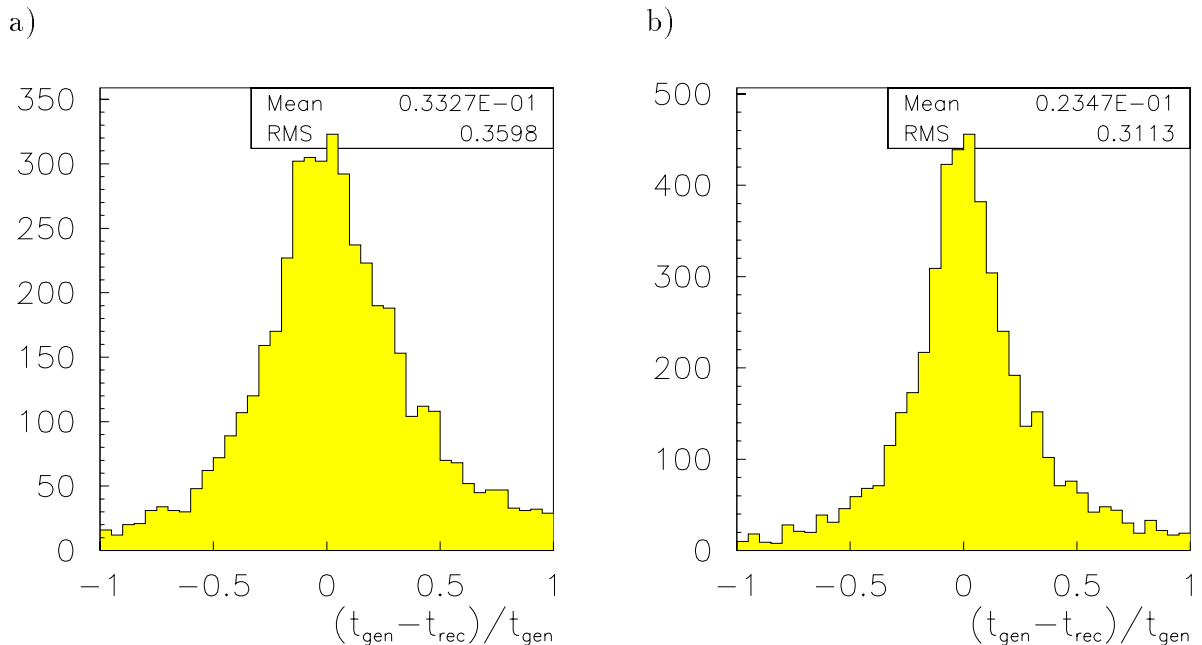 a)
350
300
250
200
150
100
50
0
Mean 0.3327E-01
RMS 0.3598
-1 -0.5 0 0.5 1
(t_gen-t_rec)/t_gen
b)
500
400
300
200
100
0
Mean 0.2347E-01
RMS 0.3113
-1 -0.5 0 0.5 1
(t_gen-t_rec)/t_gen